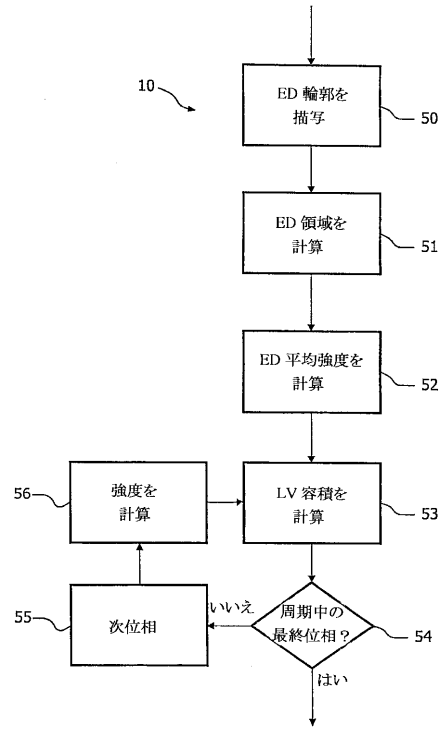 10
ED 輪郭を
描写
50
ED 領域を
計算
51
ED 平均強度を
計算
52
LV 容積を
計算
53
56
強度を
計算
周期中の
最終位相?
54
いいえ
55
次位相
はい